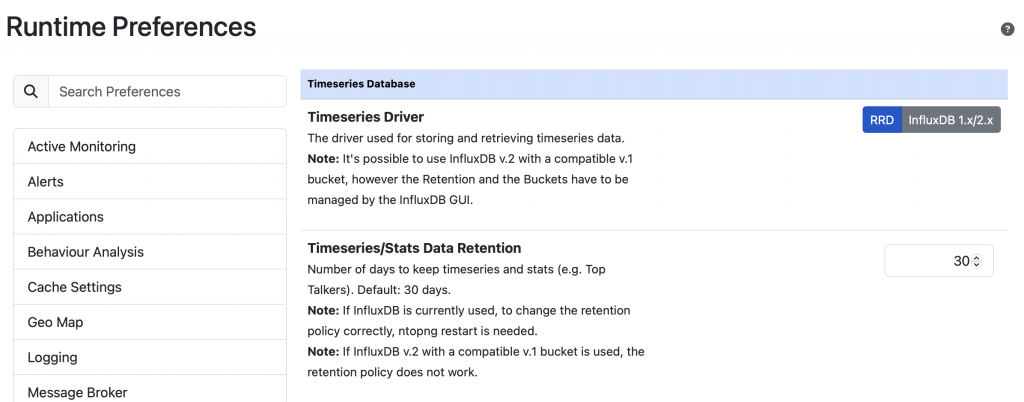 Runtime Preferences
?
Search Preferences
Active Monitoring
Alerts
Applications
Behaviour Analysis
Cache Settings
Geo Map
Logging
Message Broker
Timeseries Database
Timeseries Driver
The driver used for storing and retrieving timeseries data.
Note: It's possible to use InfluxDB v.2 with a compatible v.1
bucket, however the Retention and the Buckets have to be
managed by the InfluxDB GUI.
RRD InfluxDB 1.x/2.x
Timeseries/Stats Data Retention
Number of days to keep timeseries and stats (e.g. Top
Talkers). Default: 30 days.
Note: If InfluxDB is currently used, to change the retention
policy correctly, ntopng restart is needed.
Note: If InfluxDB v.2 with a compatible v.1 bucket is used, the
retention policy does not work.
30